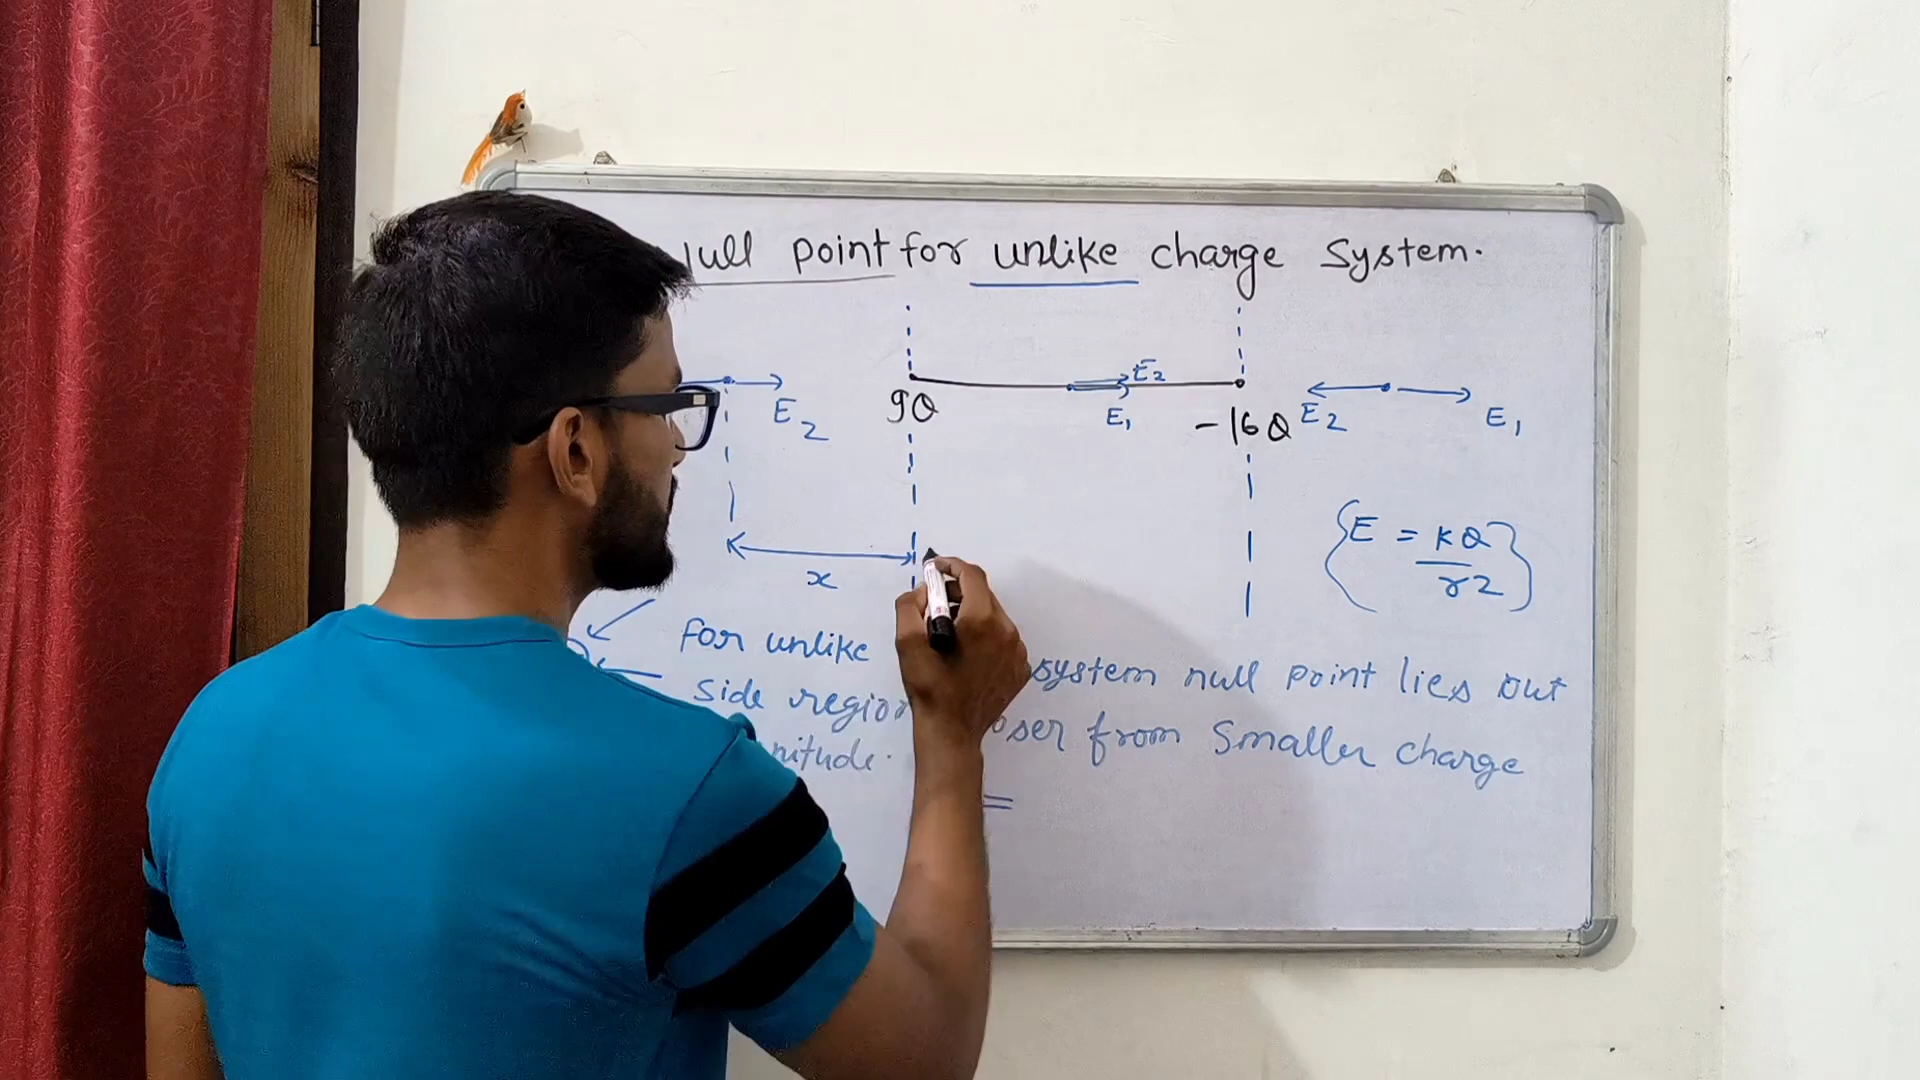 ull point for unlike charge System.
E2
9Q
E2
E1
-16Q
E2
E1
E = KQ
r2
x
for unlike system null point lies out
side region oser from Smaller charge
nitude.
=